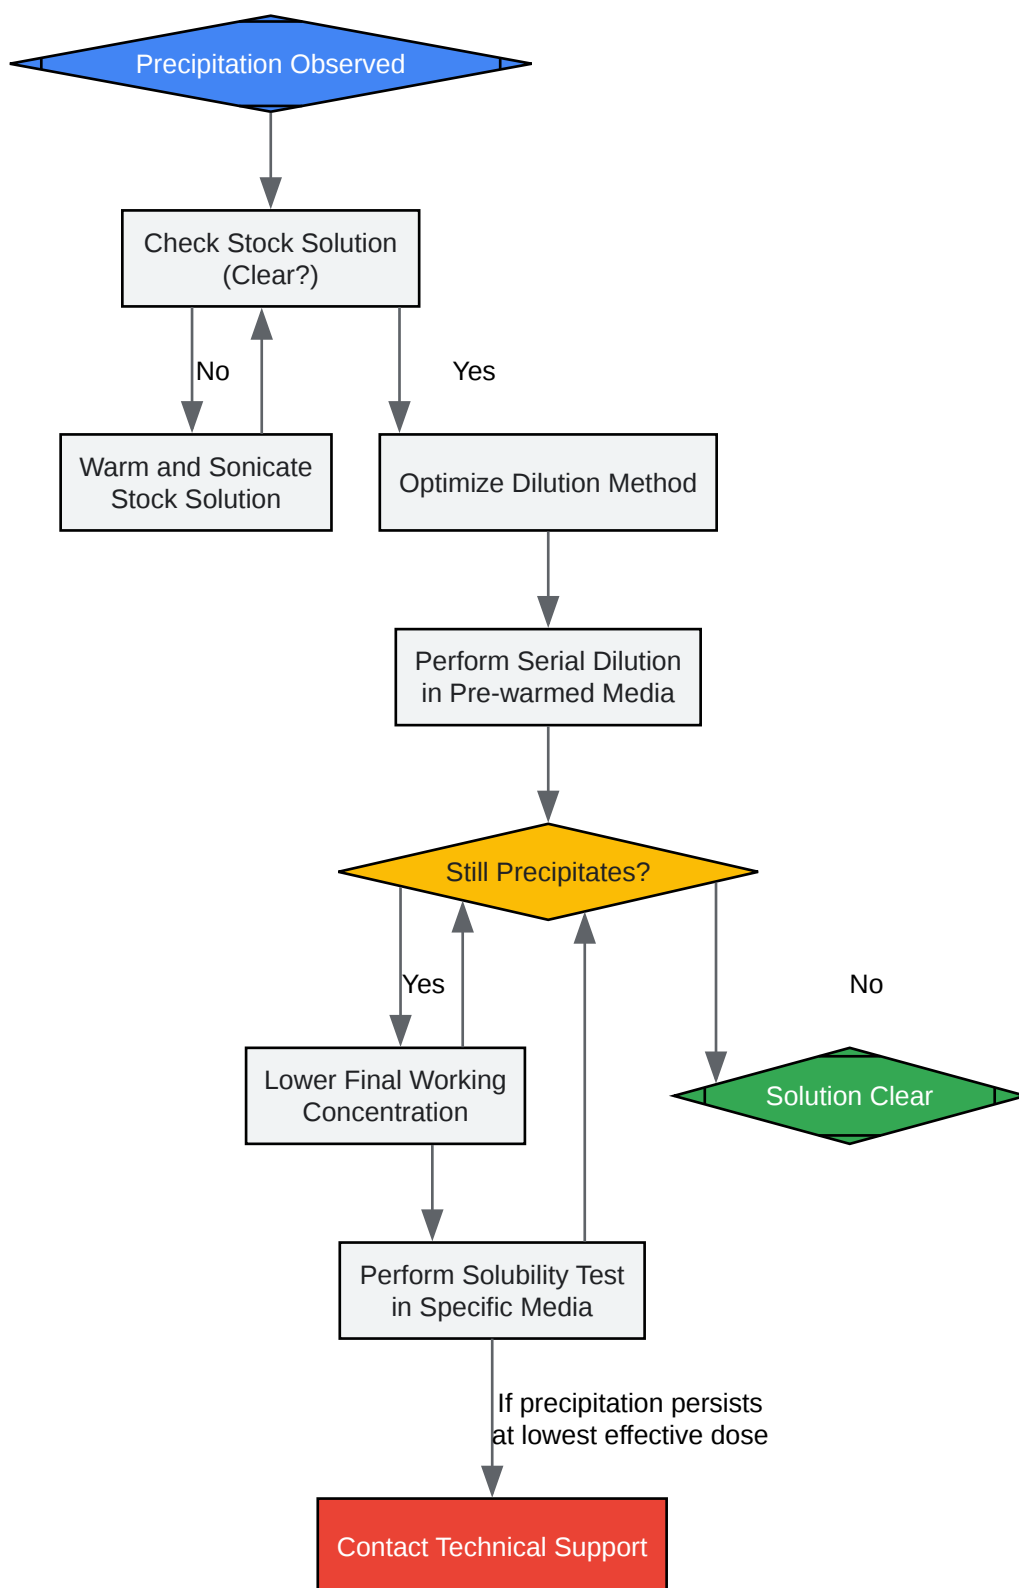 Precipitation Observed
Check Stock Solution
(Clear?)
No
Yes
Warm and Sonicate
Stock Solution
Optimize Dilution Method
Perform Serial Dilution
in Pre-warmed Media
Still Precipitates?
Yes
No
Lower Final Working
Concentration
Solution Clear
Perform Solubility Test
in Specific Media
If precipitation persists
at lowest effective dose
Contact Technical Support